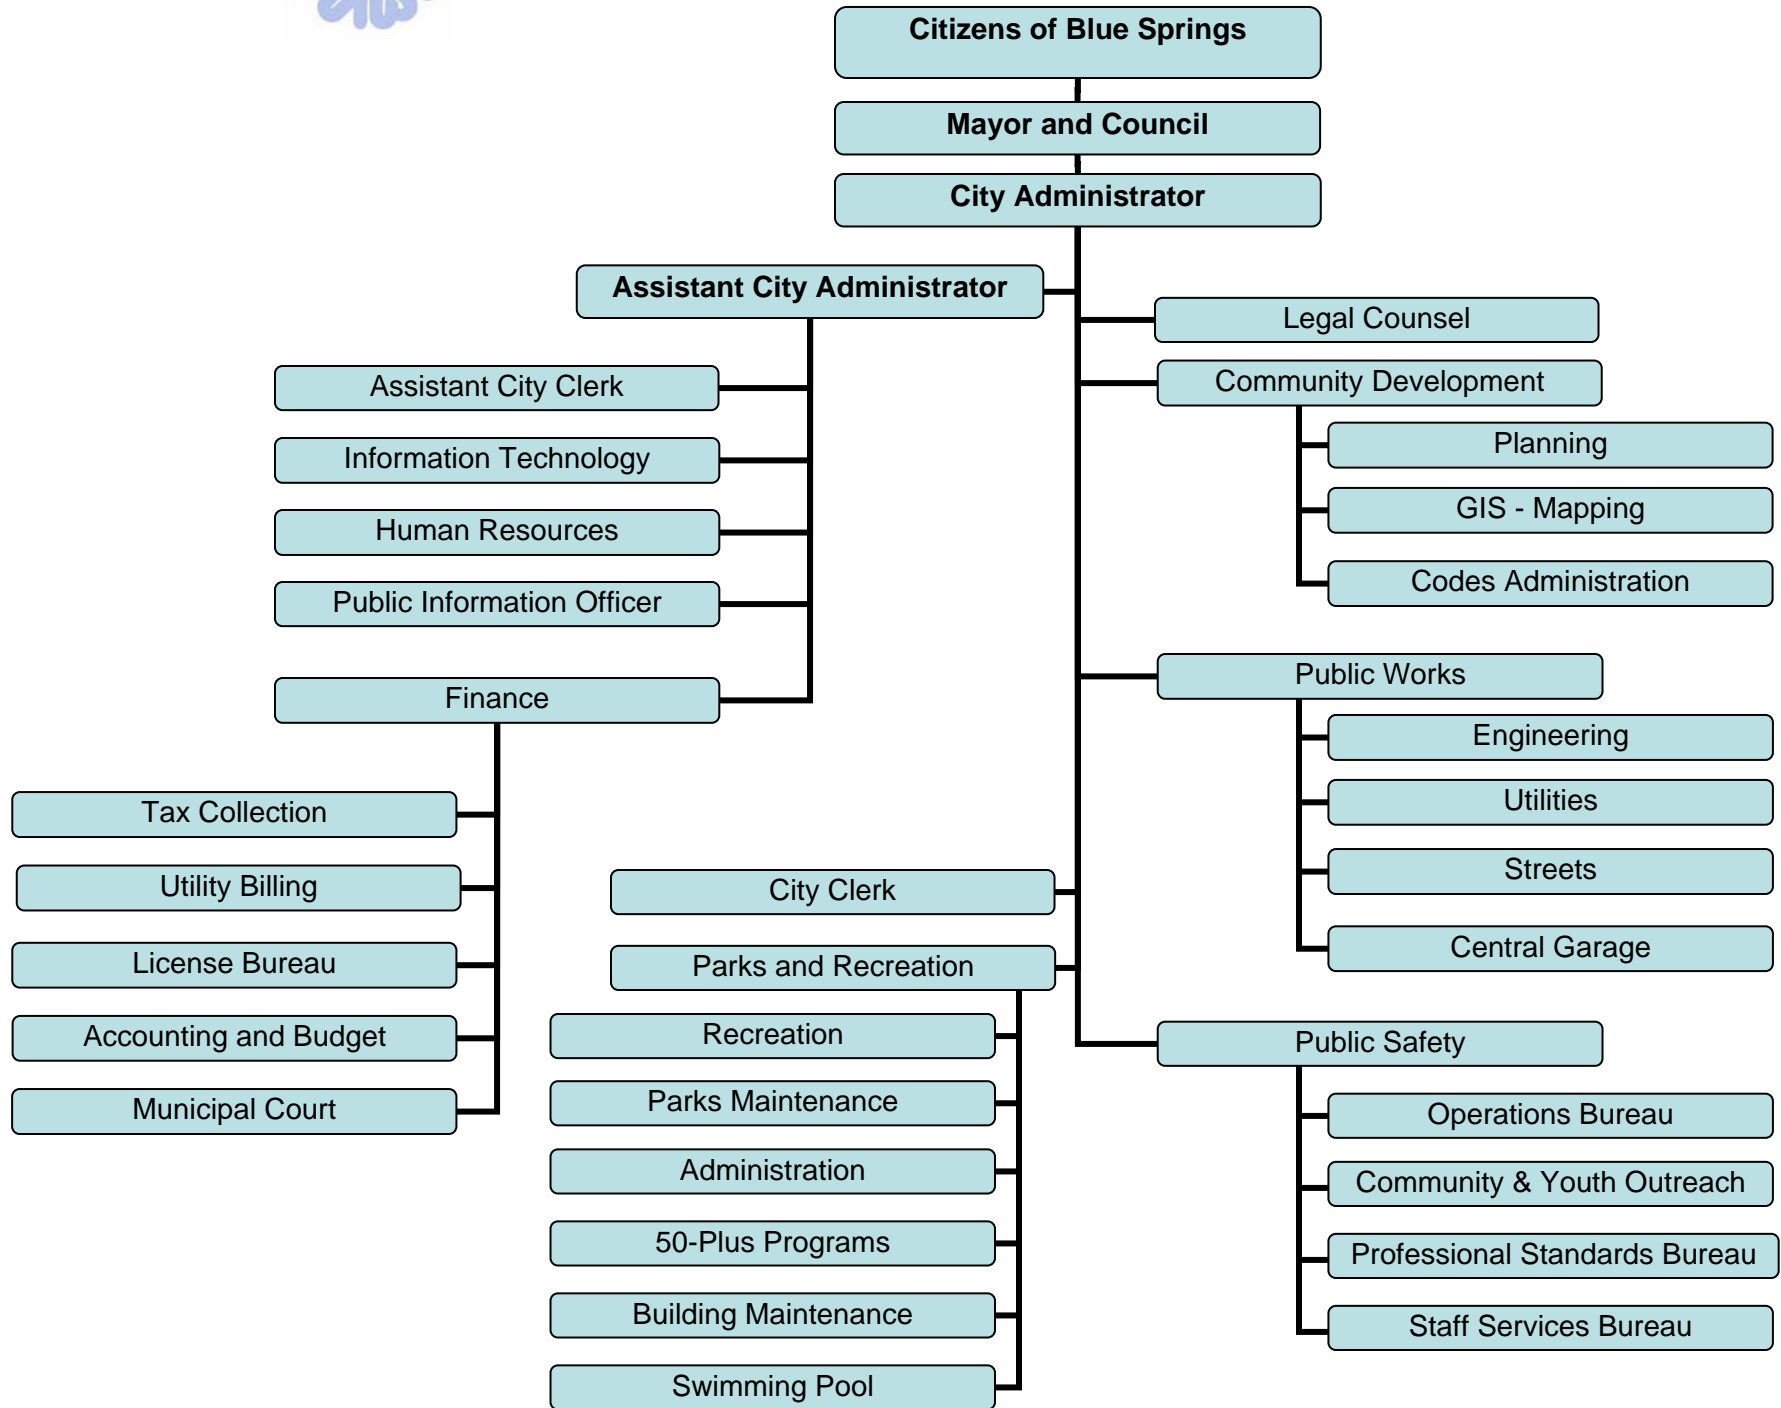 Citizens of Blue Springs
Mayor and Council
City Administrator
Assistant City Administrator
Assistant City Clerk
Information Technology
Human Resources
Public Information Officer
Finance
Tax Collection
Utility Billing
License Bureau
Accounting and Budget
Municipal Court
Legal Counsel
Community Development
Planning
GIS - Mapping
Codes Administration
Public Works
Engineering
Utilities
Streets
Central Garage
City Clerk
Parks and Recreation
Recreation
Parks Maintenance
Administration
50-Plus Programs
Building Maintenance
Swimming Pool
Public Safety
Operations Bureau
Community & Youth Outreach
Professional Standards Bureau
Staff Services Bureau